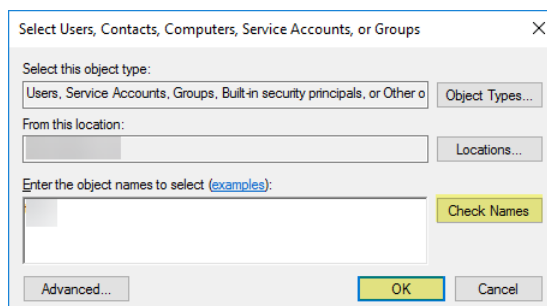 Select Users, Contacts, Computers, Service Accounts, or Groups
Select this object type:
Users, Service Accounts, Groups, Built-in security principals, or Other o
Object Types...
From this location:
Locations...
Enter the object names to select (examples):
Check Names
Advanced...
OK
Cancel